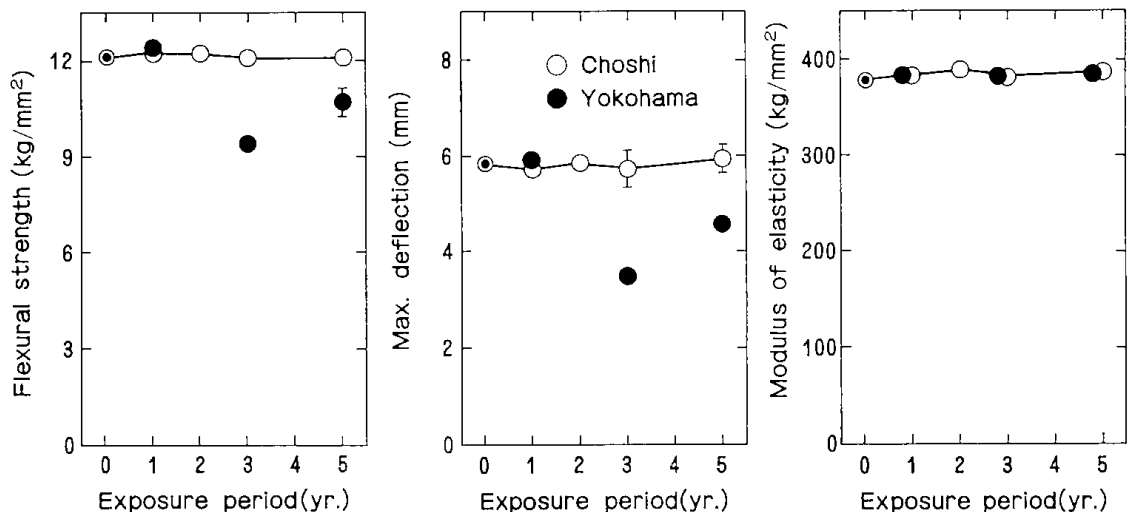 Flexural strength (kg/mm²)
12
9
6
3
0
0 1 2 3 4 5
Exposure period(yr.)
Max. deflection (mm)
8
6
4
2
0
Choshi
Yokohama
0 1 2 3 4 5
Exposure period(yr.)
Modulus of elasticity (kg/mm²)
400
300
200
100
0
0 1 2 3 4 5
Exposure period(yr.)